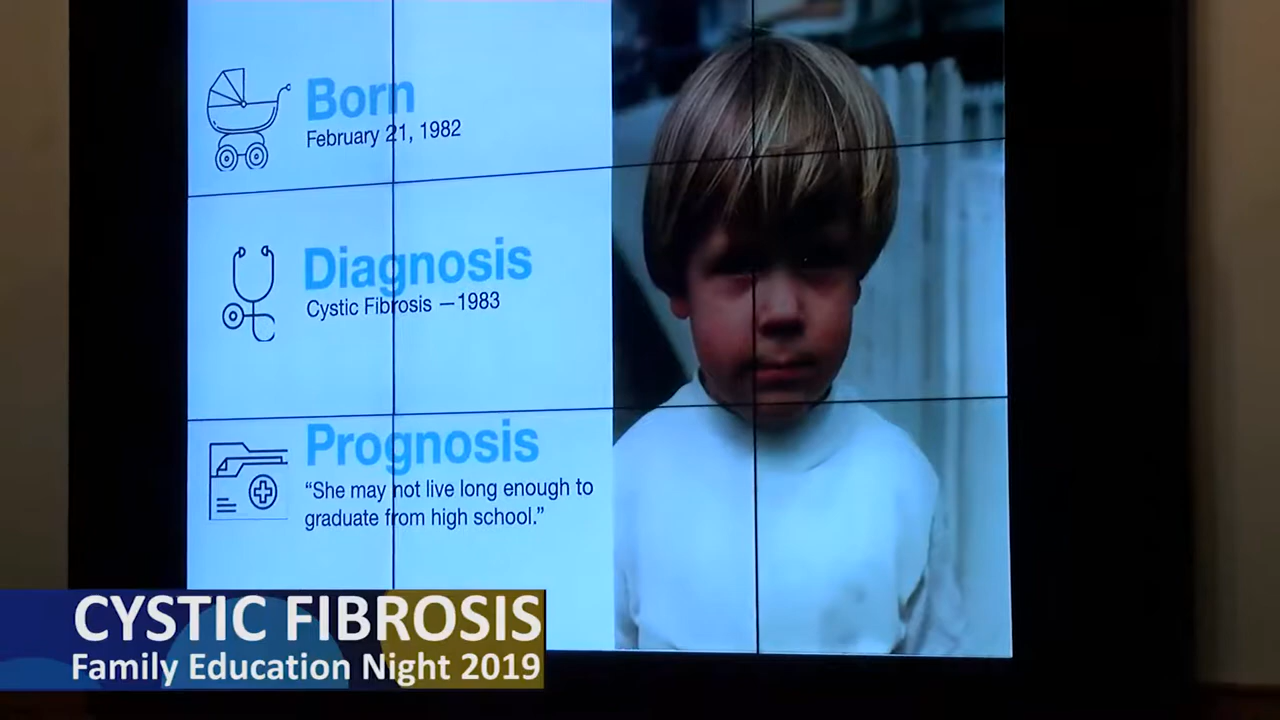 Born
February 21, 1982
Diagnosis
Cystic Fibrosis —1983
Prognosis
“She may not live long enough to
graduate from high school.”
CYSTIC FIBROSIS
Family Education Night 2019